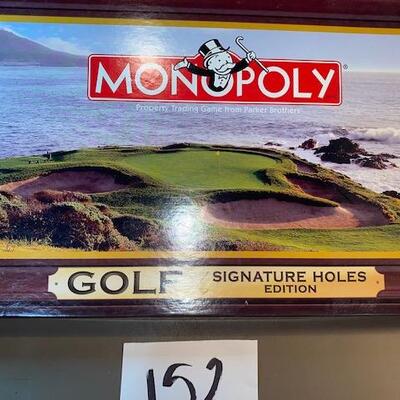 MONOPOLY®
Property Trading Game from Parker Brothers
GOLF SIGNATURE HOLES
EDITION
152